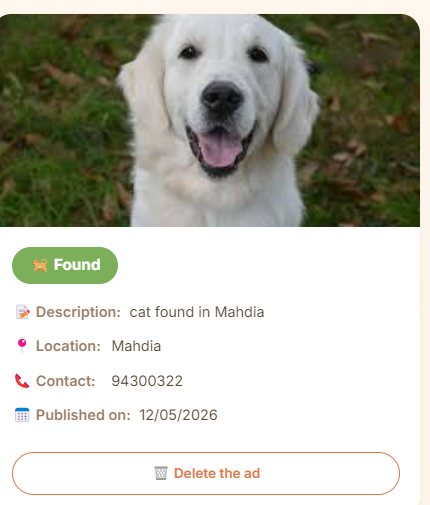 Found
Description: cat found in Mahdia
Location: Mahdia
Contact: 94300322
Published on: 12/05/2026
Delete the ad